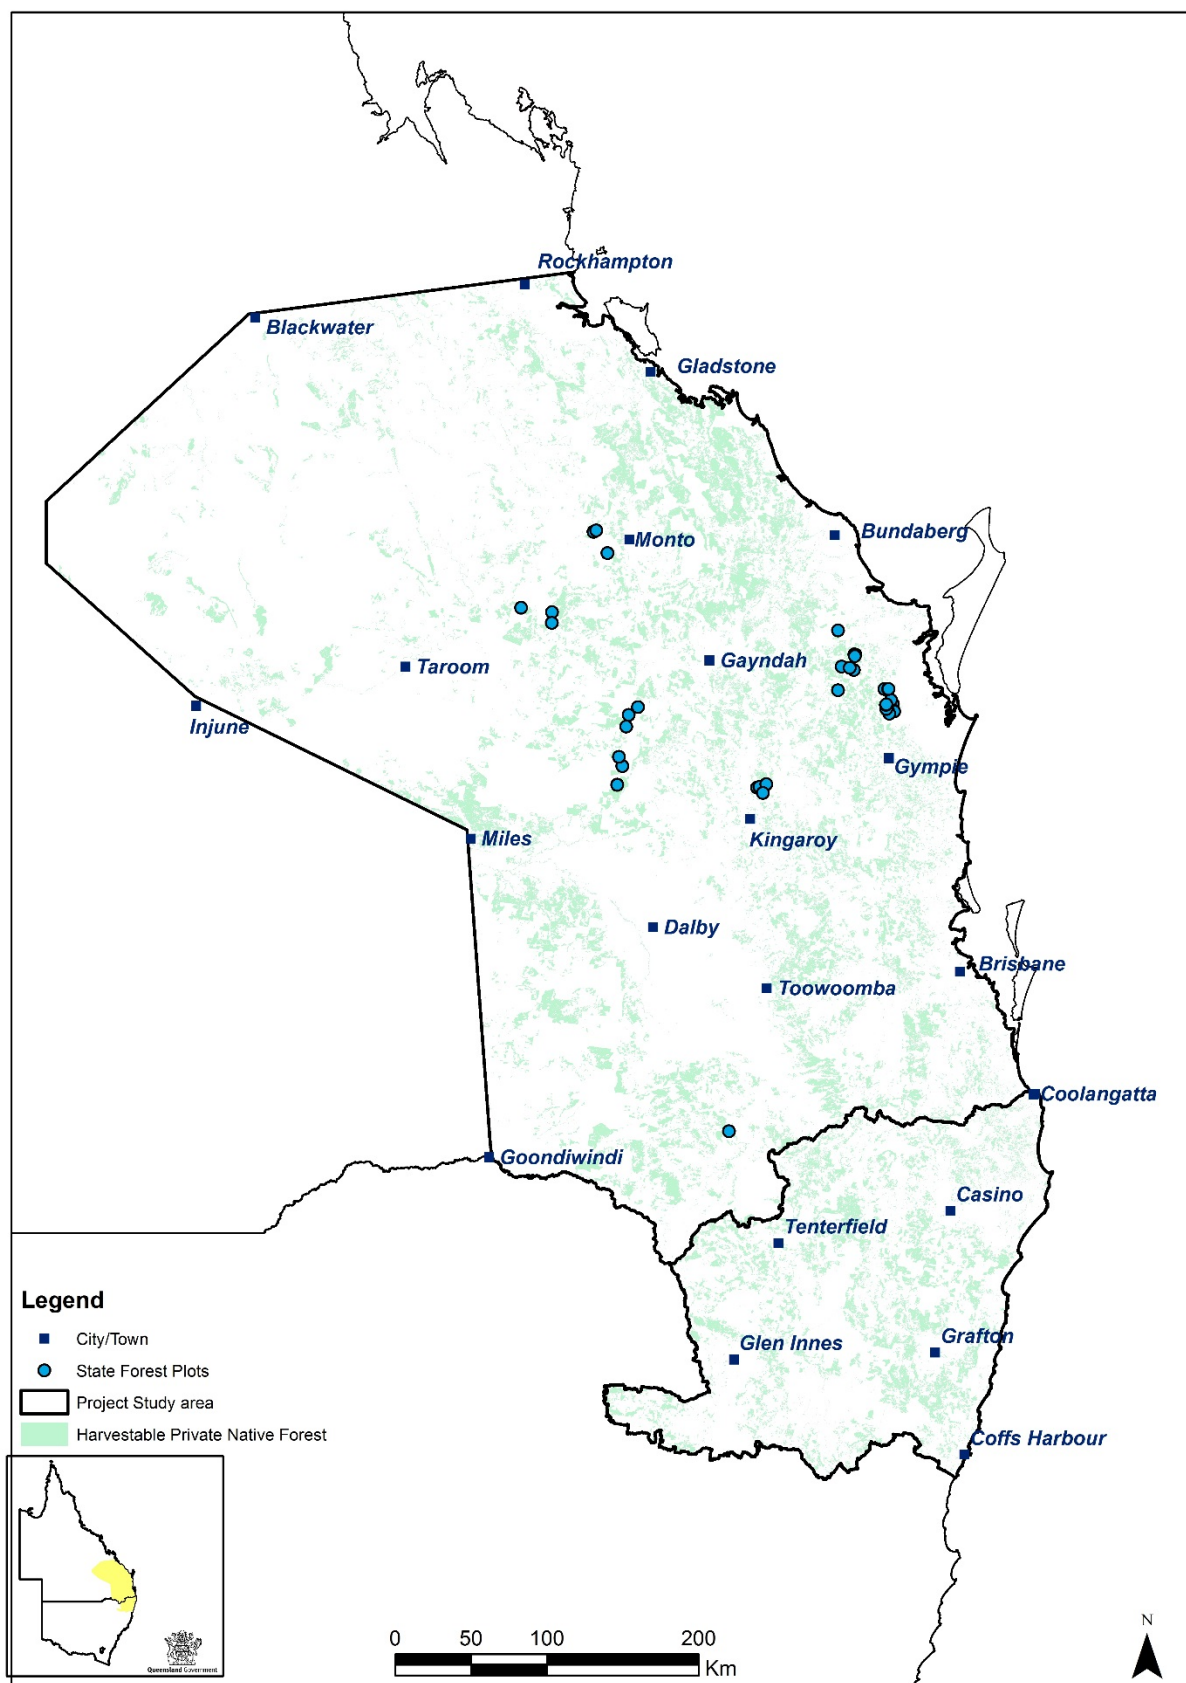 Rockhampton
Blackwater
Gladstone
Monto
Bundaberg
Taroom
Gayndah
Injune
Gympie
Miles
Kingaroy
Dalby
Brisbane
Toowoomba
Coolangatta
Goondiwindi
Casino
Tenterfield
Glen Innes
Grafton
Coffs Harbour
Legend
City/Town
State Forest Plots
Project Study area
Harvestable Private Native Forest
Queensland Government
0 50 100 200
Km
N